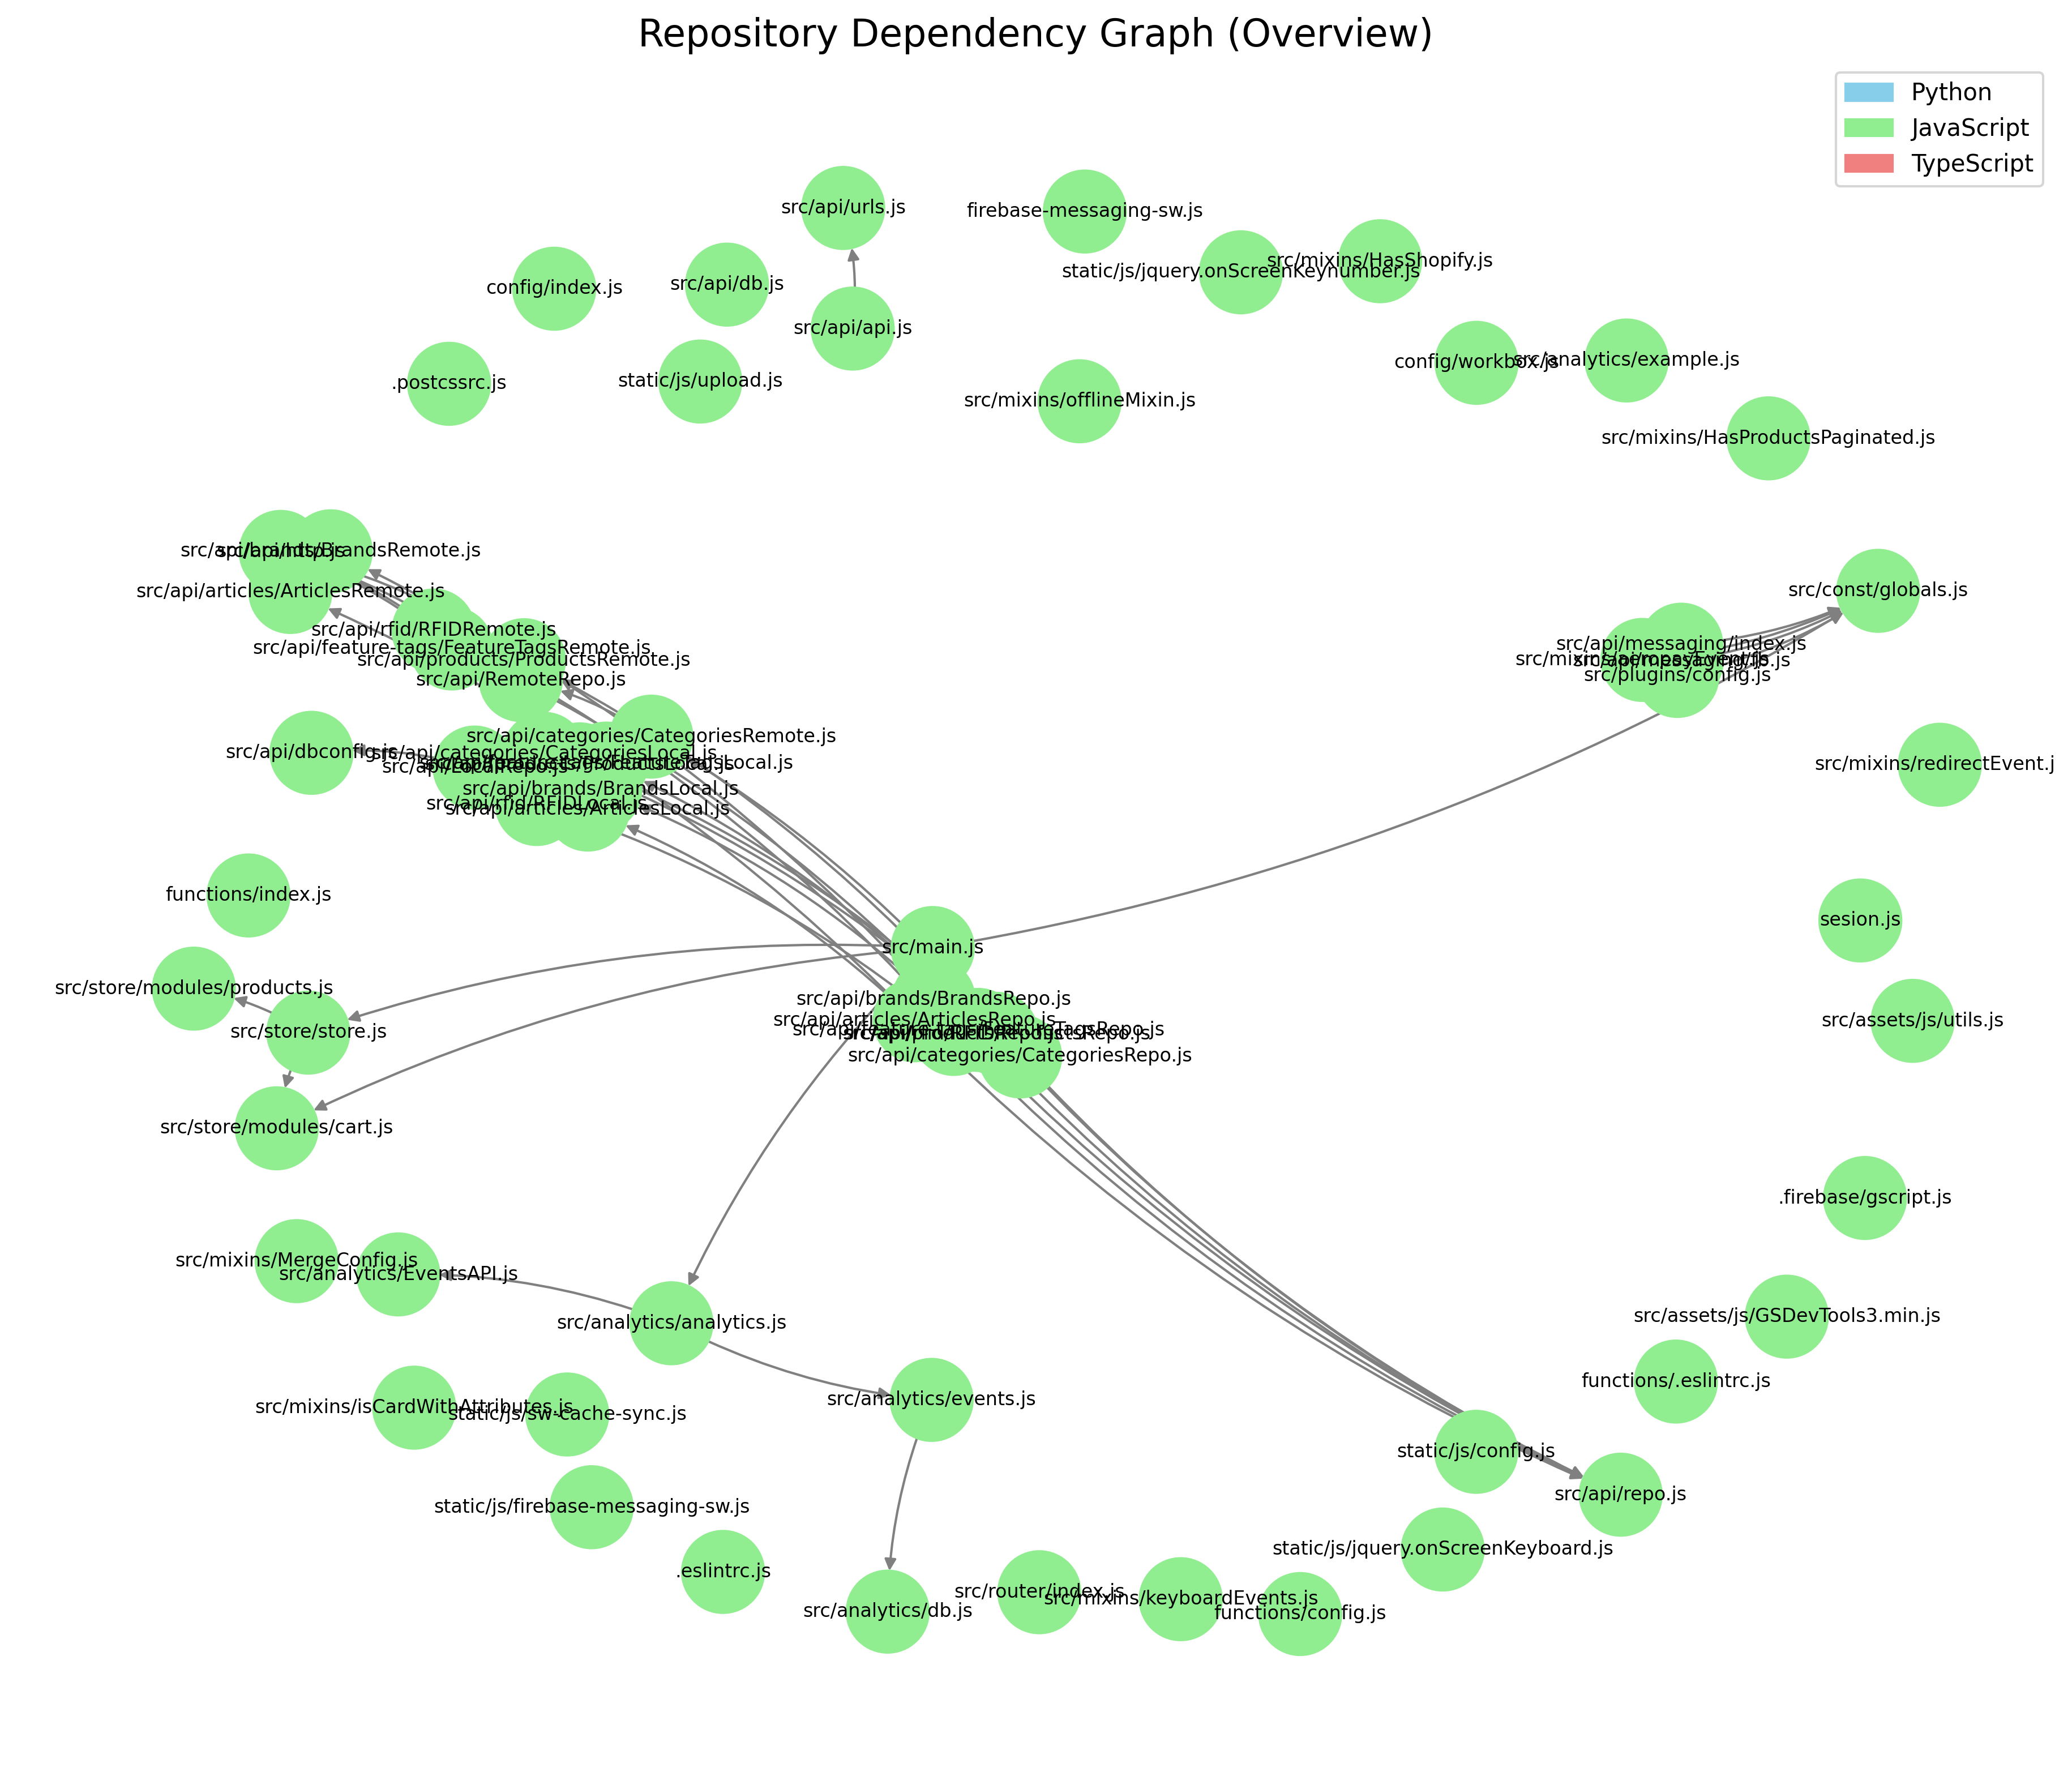 Repository Dependency Graph (Overview)
Python
JavaScript
TypeScript
src/api/urls.js
firebase-messaging-sw.js
src/mixins/HasShopify.js
static/js/jquery.onScreenKeynumber.js
config/index.js
src/api/db.js
src/api/api.js
config/workbox.js
src/analytics/example.js
.postcssrc.js
static/js/upload.js
src/mixins/offlineMixin.js
src/mixins/HasProductsPaginated.js
src/api/brands/BrandsRemote.js
src/api/http.js
src/api/articles/ArticlesRemote.js
src/const/globals.js
src/api/rfid/RFIDRemote.js
src/api/feature-tags/FeatureTagsRemote.js
src/api/products/ProductsRemote.js
src/api/RemoteRepo.js
src/api/messaging/index.js
src/plugins/config.js
src/api/categories/CategoriesRemote.js
src/api/dbconfig.js
src/api/categories/CategoriesLocal.js
src/api/LocalRepo.js
src/api/brands/BrandsLocal.js
src/api/rfid/RFIDLocal.js
src/api/articles/ArticlesLocal.js
src/mixins/redirectEvent.j
functions/index.js
sesion.js
src/main.js
src/store/modules/products.js
src/api/brands/BrandsRepo.js
src/api/articles/ArticlesRepo.js
src/store/store.js
src/assets/js/utils.js
src/api/categories/CategoriesRepo.js
src/store/modules/cart.js
.firebase/gscript.js
src/mixins/MergeConfig.js
src/analytics/EventsAPI.js
src/analytics/analytics.js
src/assets/js/GSDevTools3.min.js
functions/.eslintrc.js
src/analytics/events.js
src/mixins/isCardWithAttributes.js
static/js/sw-cache-sync.js
static/js/config.js
src/api/repo.js
static/js/firebase-messaging-sw.js
static/js/jquery.onScreenKeyboard.js
.eslintrc.js
src/analytics/db.js
src/router/index.js
src/mixins/keyboardEvents.js
functions/config.js